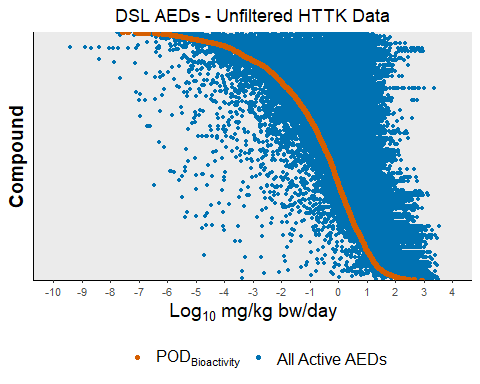 DSL AEDs - Unfiltered HTTK Data
Compound
-10 -9 -8 -7 -6 -5 -4 -3 -2 -1 0 1 2 3 4
Log10 mg/kg bw/day
PODBioactivity All Active AEDs